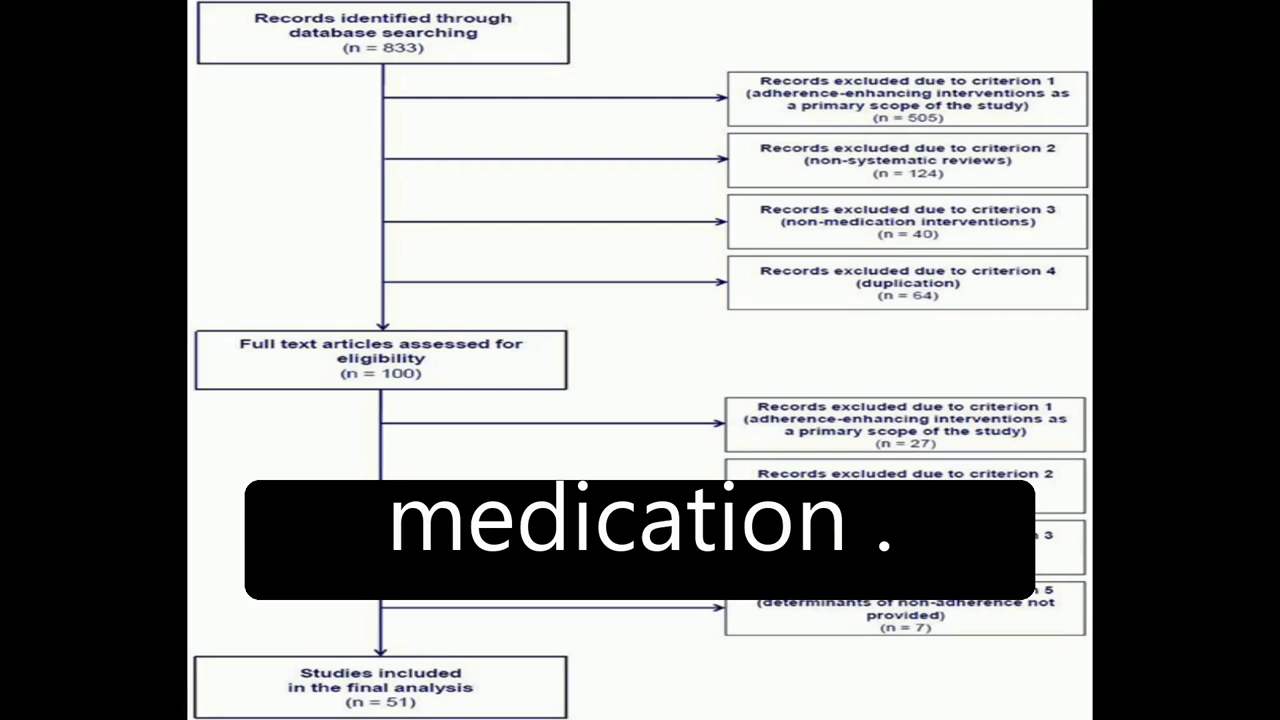 Records identified through
database searching
(n = 833)
Records excluded due to criterion 1
(adherence-enhancing interventions as
a primary scope of the study)
(n = 505)
Records excluded due to criterion 2
(non-systematic reviews)
(n = 124)
Records excluded due to criterion 3
(non-medication interventions)
(n = 40)
Records excluded due to criterion 4
(duplication)
(n = 64)
Full text articles assessed for
eligibility
(n = 100)
Records excluded due to criterion 1
(adherence-enhancing interventions as
a primary scope of the study)
(n = 27)
Records excluded due to criterion 2
medication .
3
5
(determinants of non-adherence not
provided)
(n = 7)
Studies included
in the final analysis
(n = 51)